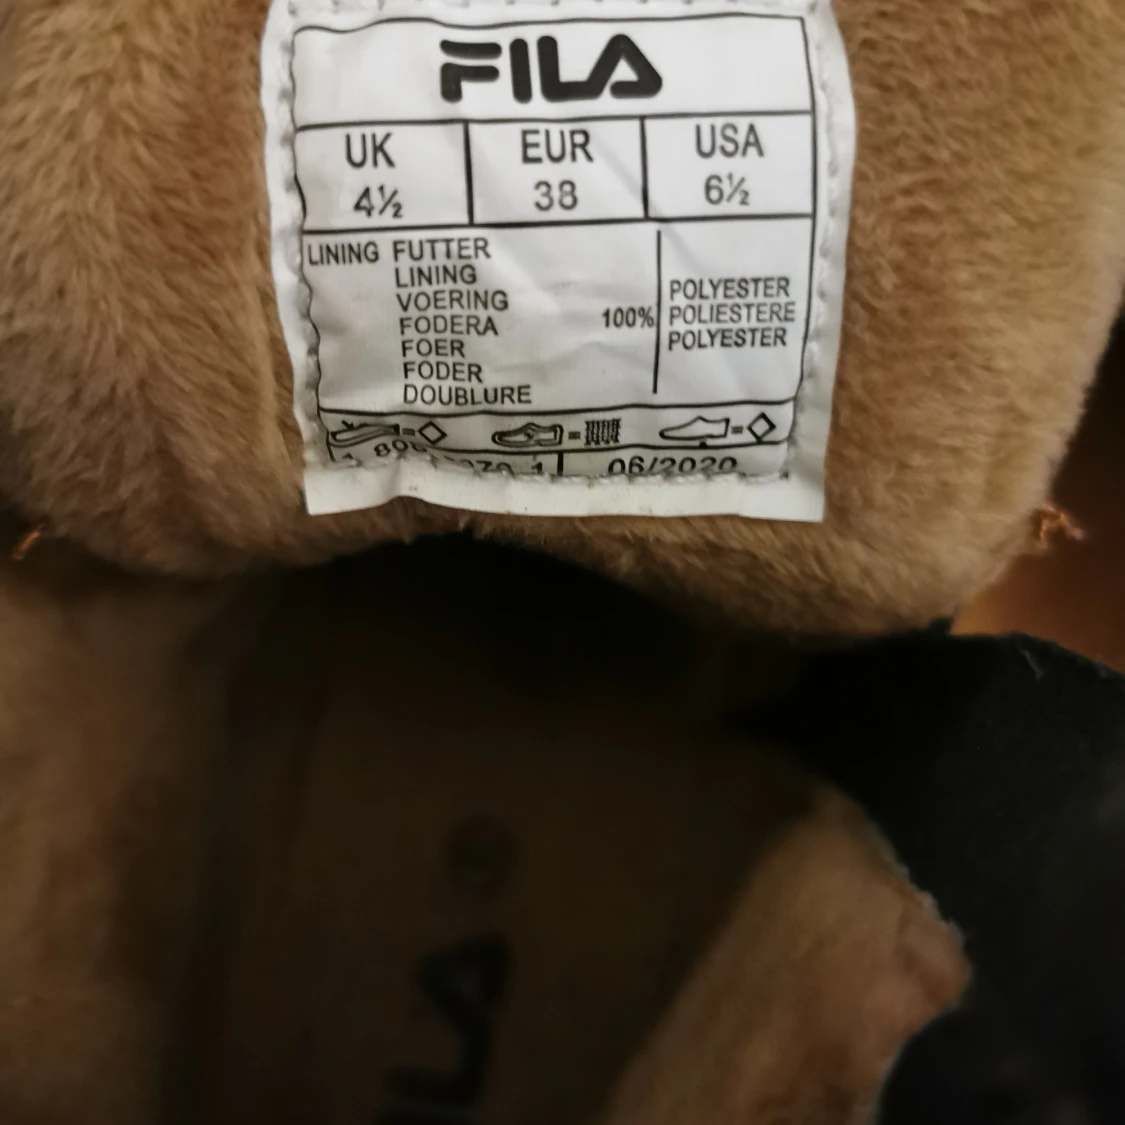 FILA
UK EUR USA
4½ 38 6½
LINING FUTTER
LINING
VOERING
FODERA
FOER
FODER
DOUBLURE
100%
POLYESTER
POLIESTERE
POLYESTER
06/2020